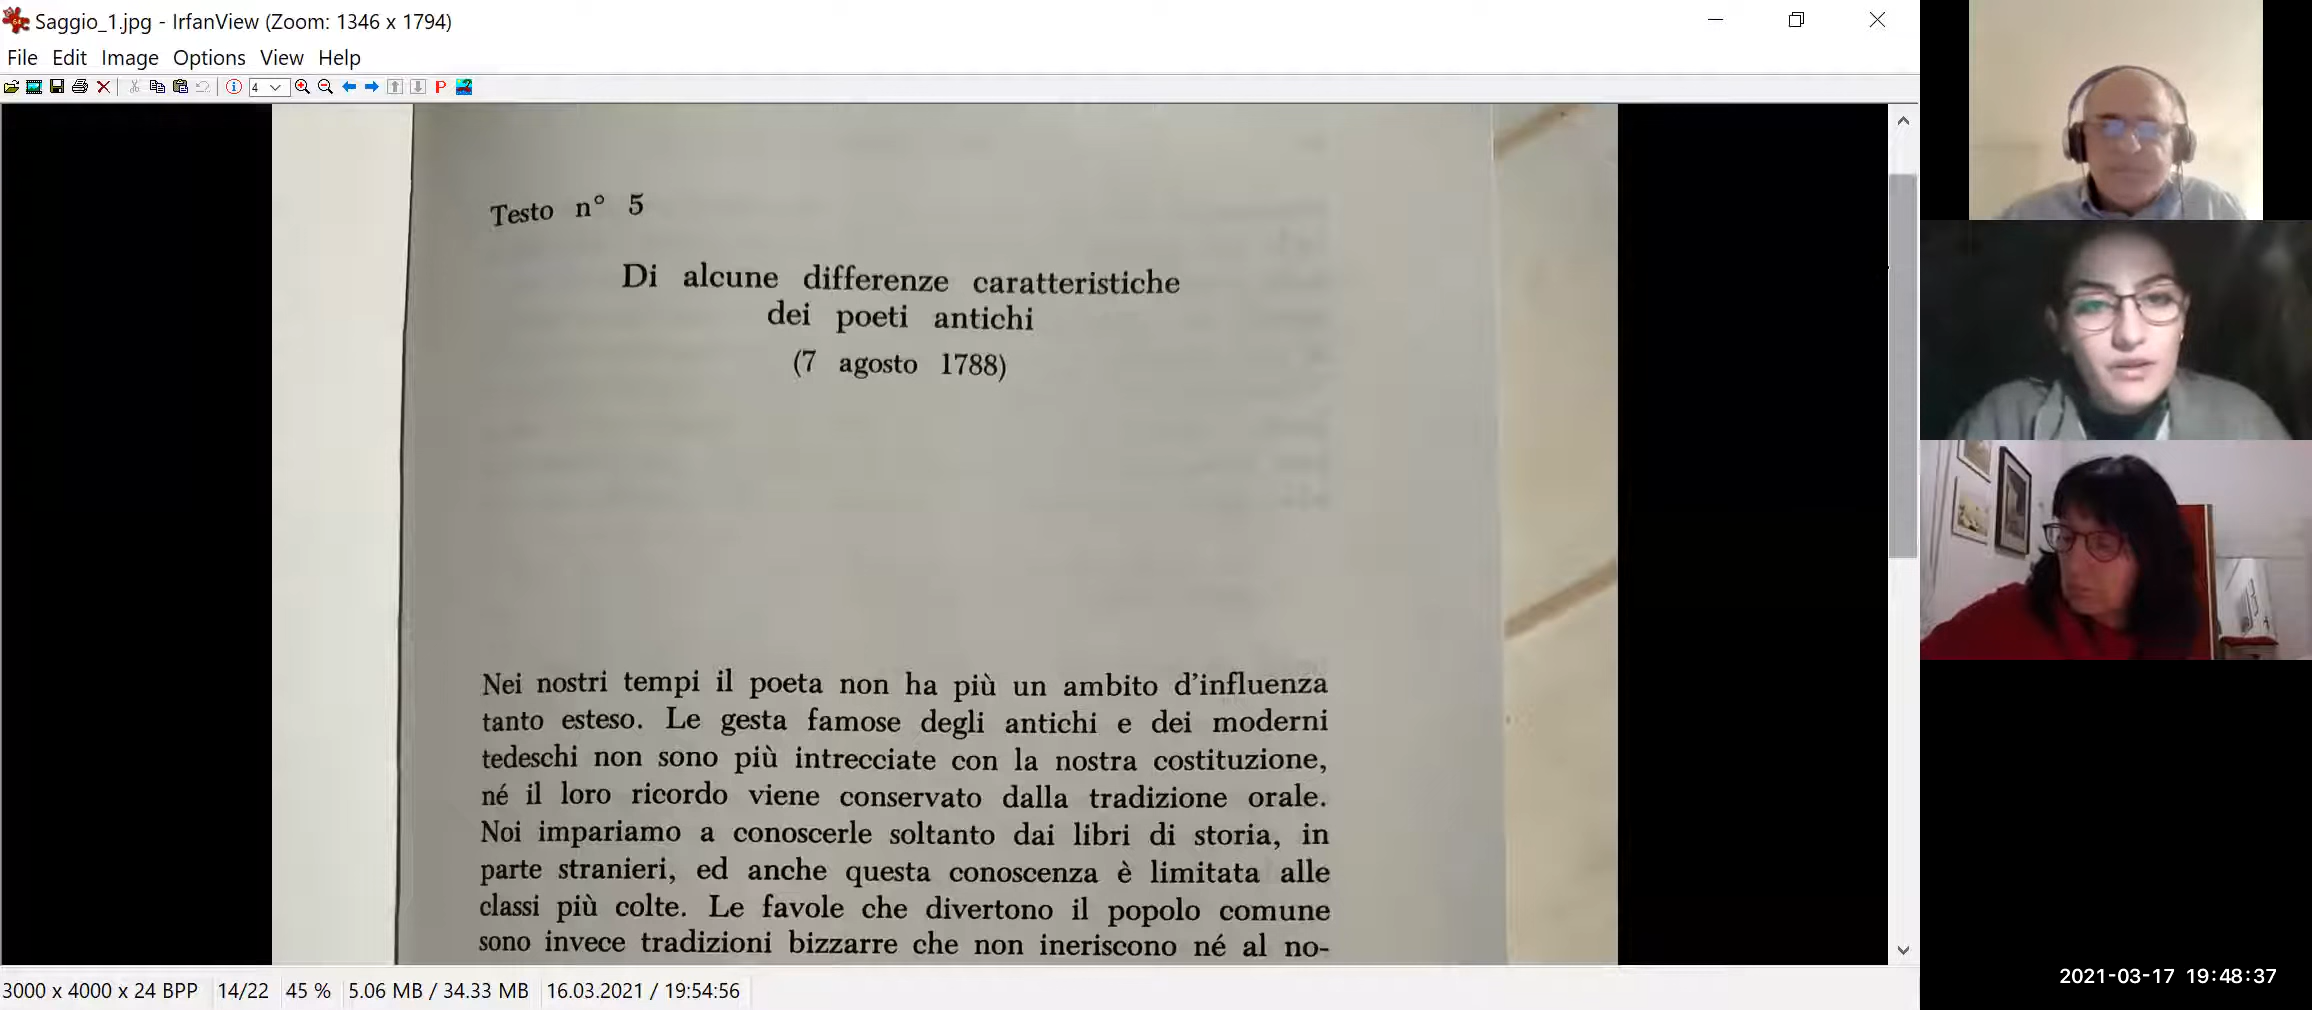 Saggio_1.jpg - IrfanView (Zoom: 1346 x 1794)
File Edit Image Options View Help
4
P
Testo n° 5
Di alcune differenze caratteristiche
dei poeti antichi
(7 agosto 1788)
Nei nostri tempi il poeta non ha più un ambito d'influenza
tanto esteso. Le gesta famose degli antichi e dei moderni
tedeschi non sono più intrecciate con la nostra costituzione,
né il loro ricordo viene conservato dalla tradizione orale.
Noi impariamo a conoscerle soltanto dai libri di storia, in
parte stranieri, ed anche questa conoscenza è limitata alle
classi più colte. Le favole che divertono il popolo comune
sono invece tradizioni bizzarre che non ineriscono né al no-
3000 x 4000 x 24 BPP 14/22 45 % 5.06 MB / 34.33 MB 16.03.2021 / 19:54:56
2021-03-17 19:48:37